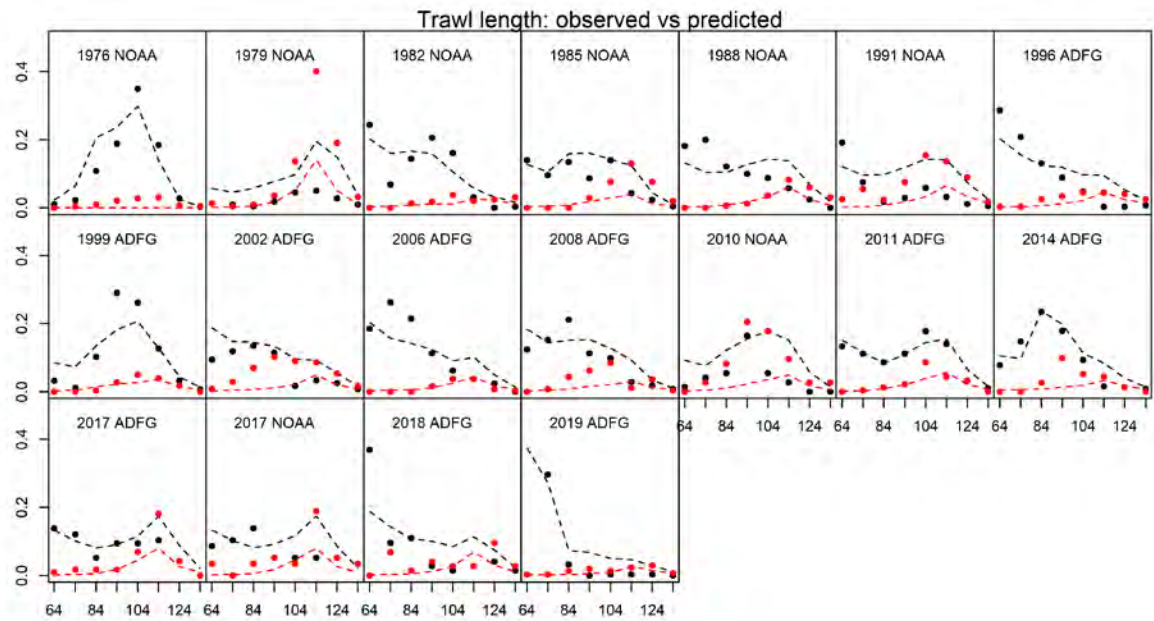 Trawl length: observed vs predicted
1976 NOAA 1979 NOAA 1982 NOAA 1985 NOAA 1988 NOAA 1991 NOAA 1996 ADFG
0.4
0.2
0.0
1999 ADFG 2002 ADFG 2006 ADFG 2008 ADFG 2010 NOAA 2011 ADFG 2014 ADFG
0.4
0.2
0.0
64 84 104 124 64 84 104 124 64 84 104 124
2017 ADFG 2017 NOAA 2018 ADFG 2019 ADFG
0.4
0.2
0.0
64 84 104 124 64 84 104 124 64 84 104 124 64 84 104 124